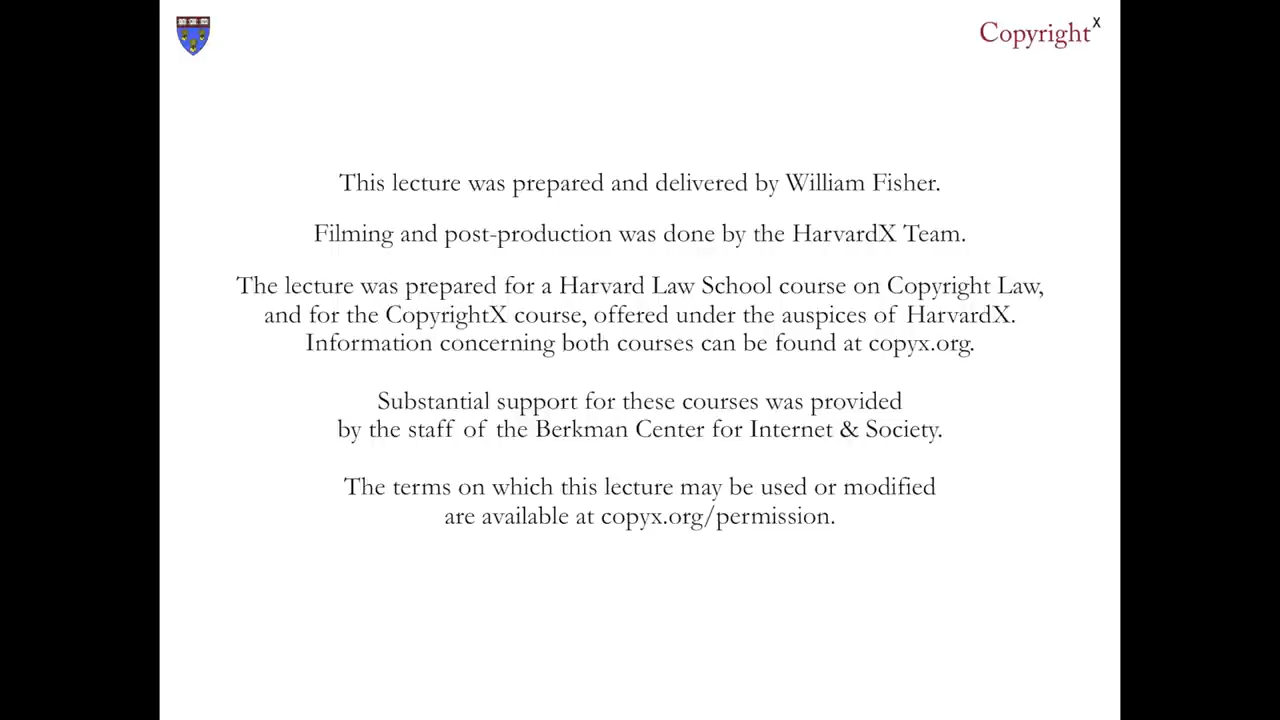 Copyright^X
This lecture was prepared and delivered by William Fisher.
Filming and post-production was done by the HarvardX Team.
The lecture was prepared for a Harvard Law School course on Copyright Law,
and for the CopyrightX course, offered under the auspices of HarvardX.
Information concerning both courses can be found at copyx.org.
Substantial support for these courses was provided
by the staff of the Berkman Center for Internet & Society.
The terms on which this lecture may be used or modified
are available at copyx.org/permission.